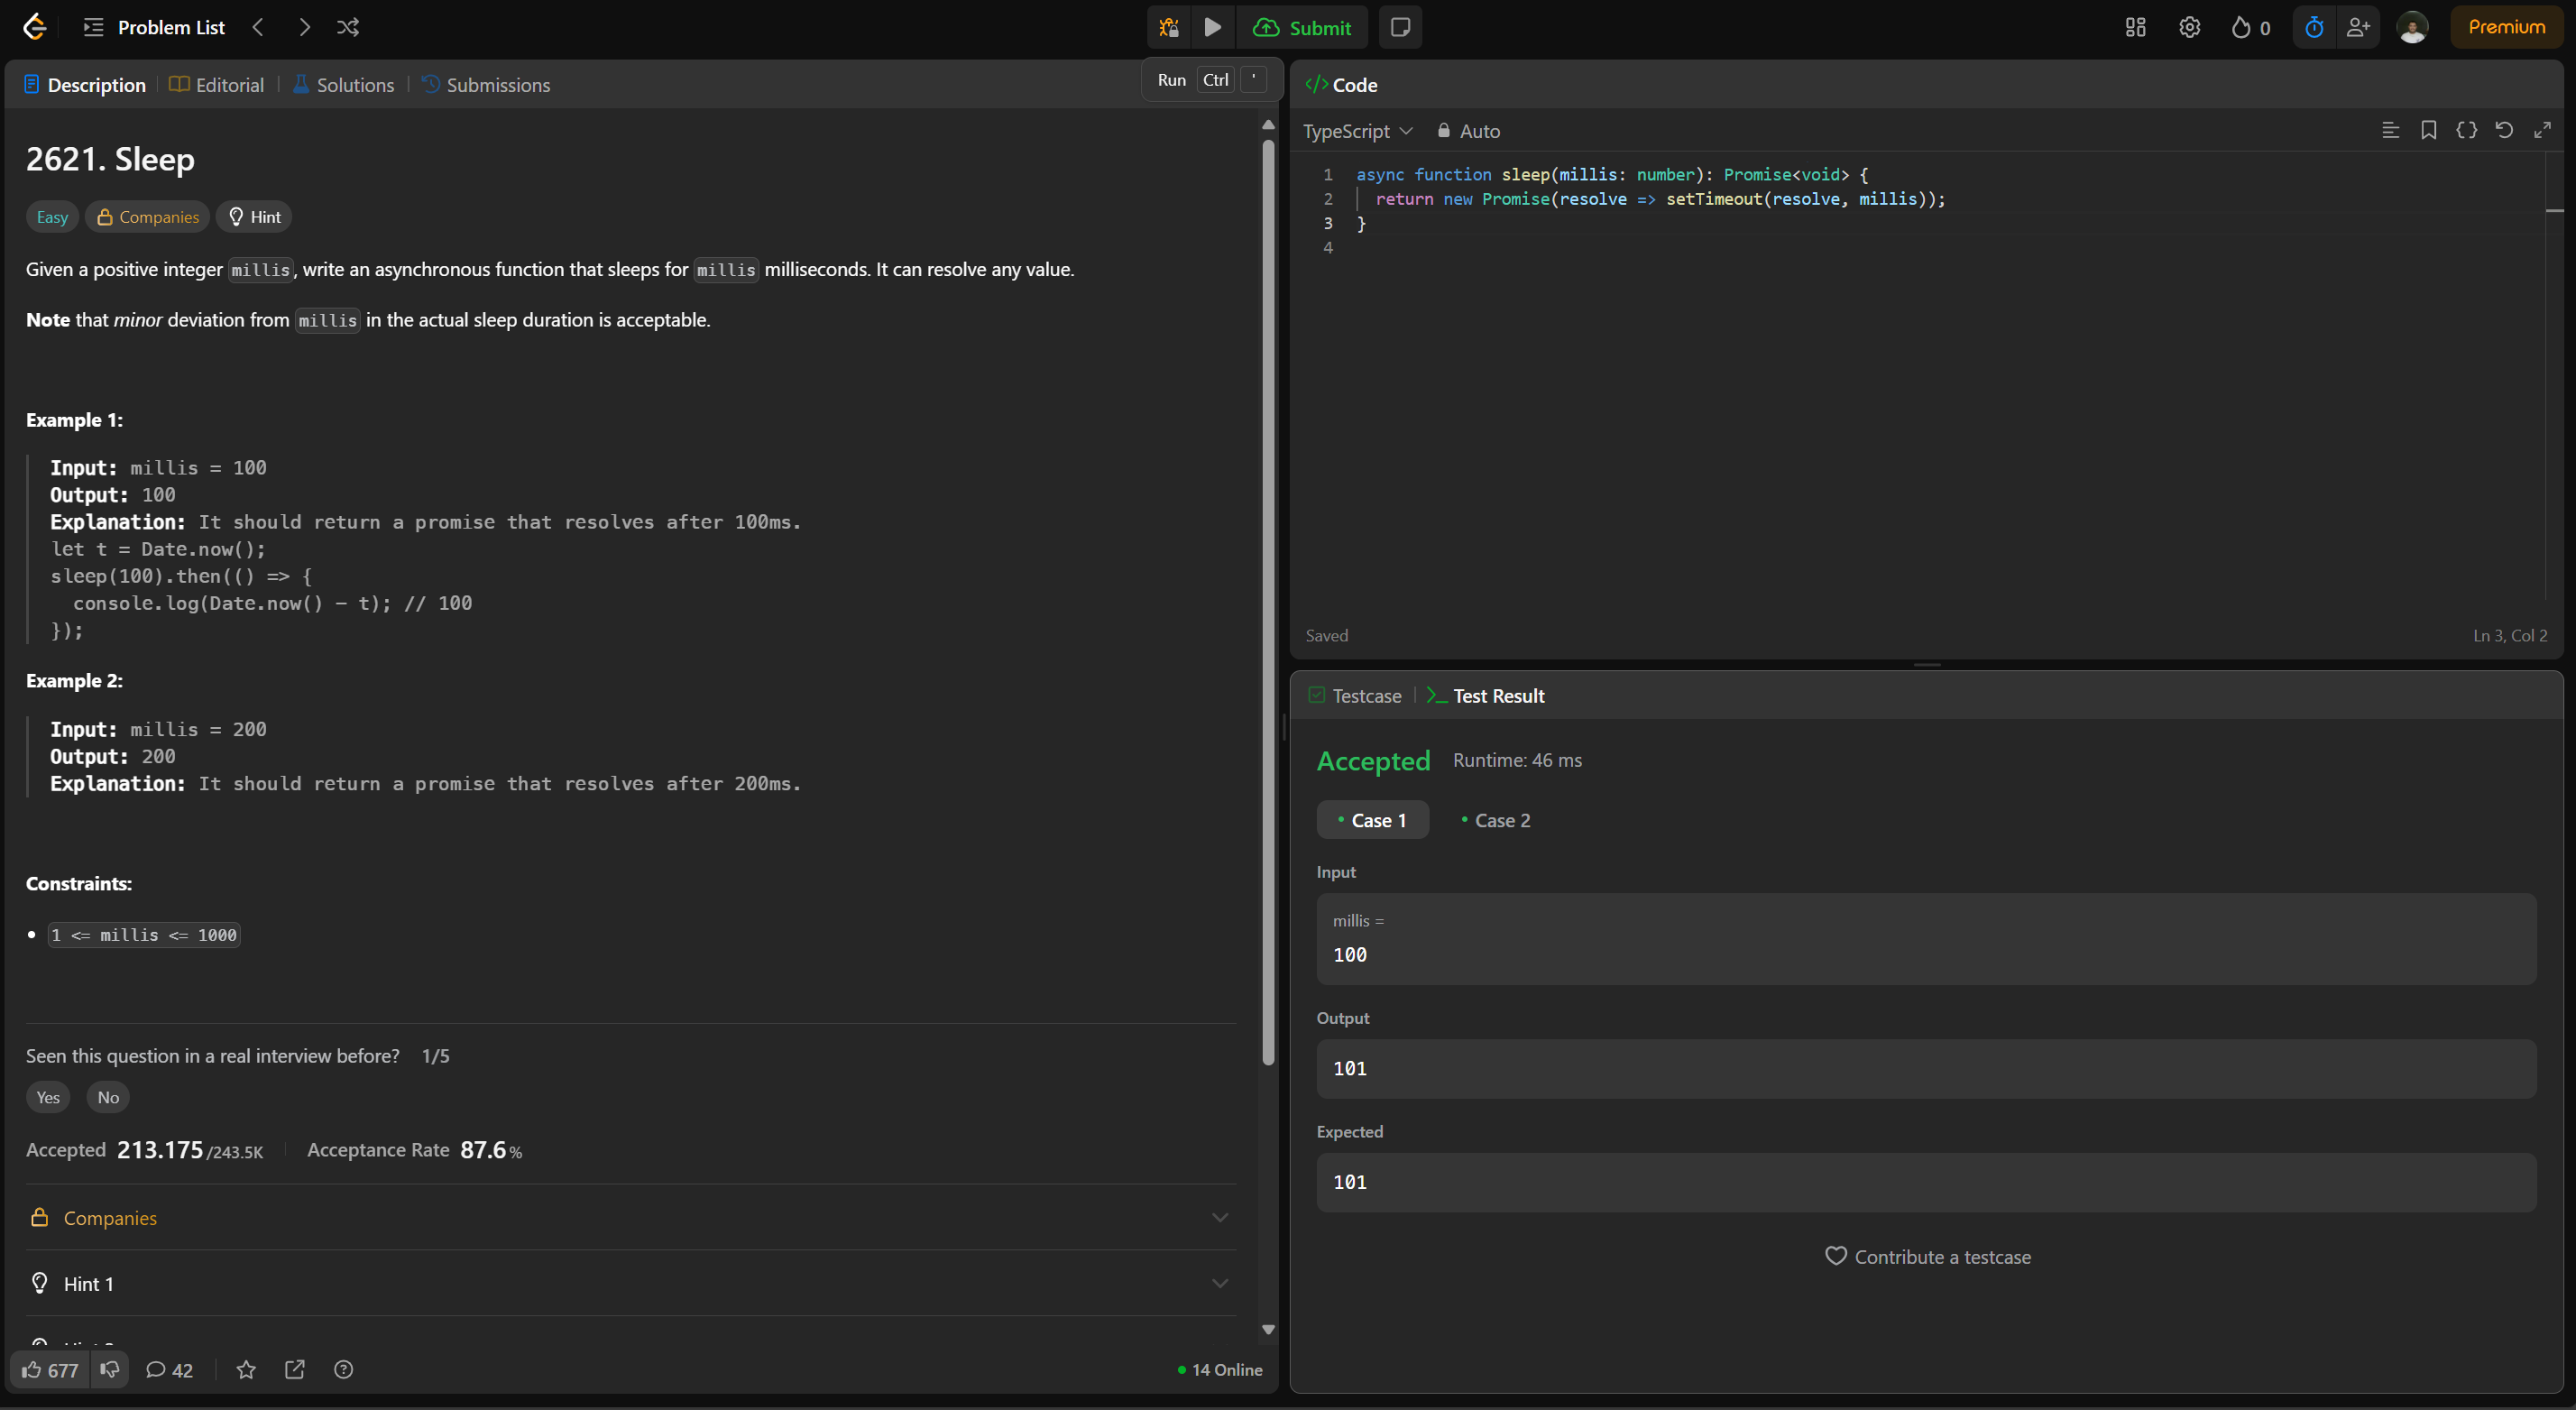 Problem List
Submit
0
Premium
Description
Editorial
Solutions
Submissions
Run Ctrl '
2621. Sleep
Easy
Companies
Hint
Given a positive integer millis, write an asynchronous function that sleeps for millis milliseconds. It can resolve any value.
Note that minor deviation from millis in the actual sleep duration is acceptable.
Example 1:
Input: millis = 100
Output: 100
Explanation: It should return a promise that resolves after 100ms.
let t = Date.now();
sleep(100).then(() => {
  console.log(Date.now() - t); // 100
});
Example 2:
Input: millis = 200
Output: 200
Explanation: It should return a promise that resolves after 200ms.
Constraints:
1 <= millis <= 1000
Seen this question in a real interview before? 1/5
Yes No
Accepted 213.175/243.5K Acceptance Rate 87.6%
Companies
Hint 1
677
42
14 Online
</> Code
TypeScript
Auto
1 async function sleep(millis: number): Promise<void> {
2   return new Promise(resolve => setTimeout(resolve, millis));
3 }
4
Saved
Ln 3, Col 2
Testcase
Test Result
Accepted Runtime: 46 ms
Case 1
Case 2
Input
millis =
100
Output
101
Expected
101
Contribute a testcase